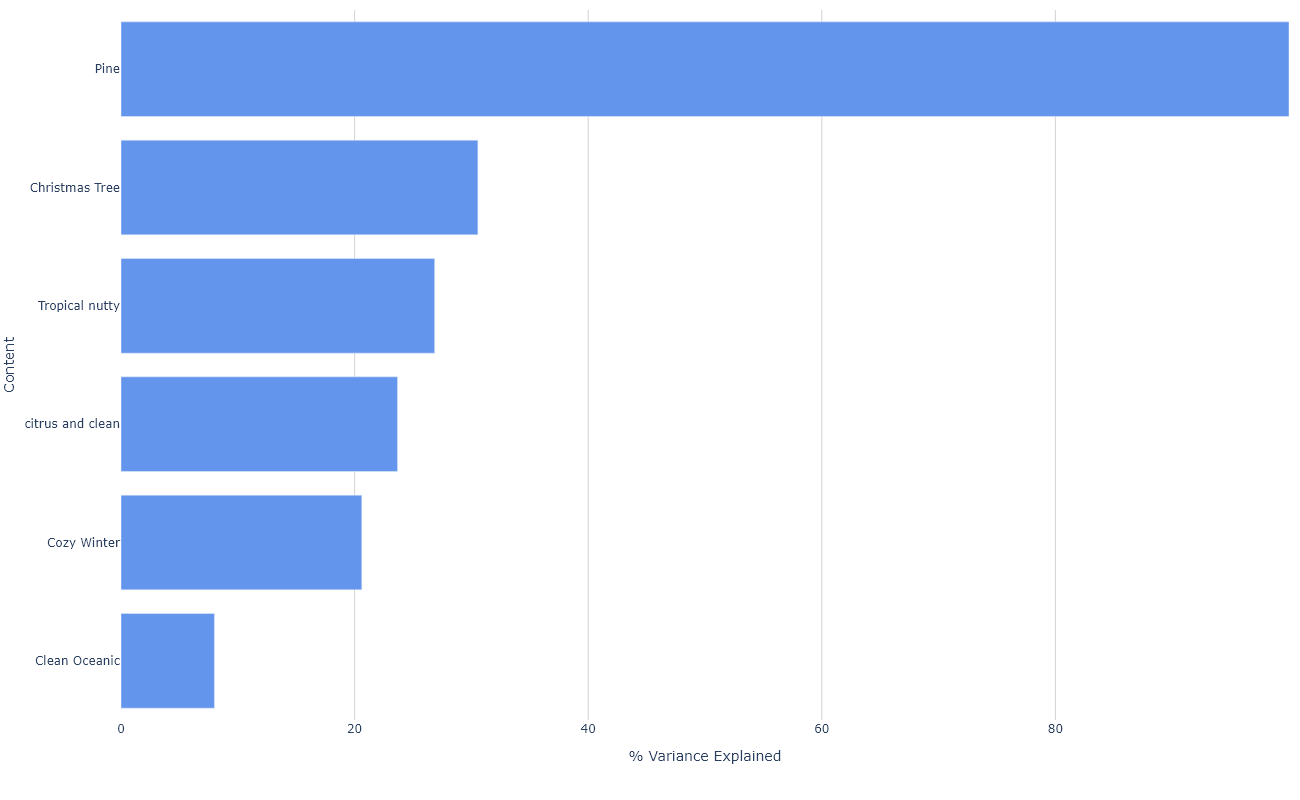 Pine
Christmas Tree
Tropical nutty
citrus and clean
Cozy Winter
Clean Oceanic
Content
0 20 40 60 80
% Variance Explained